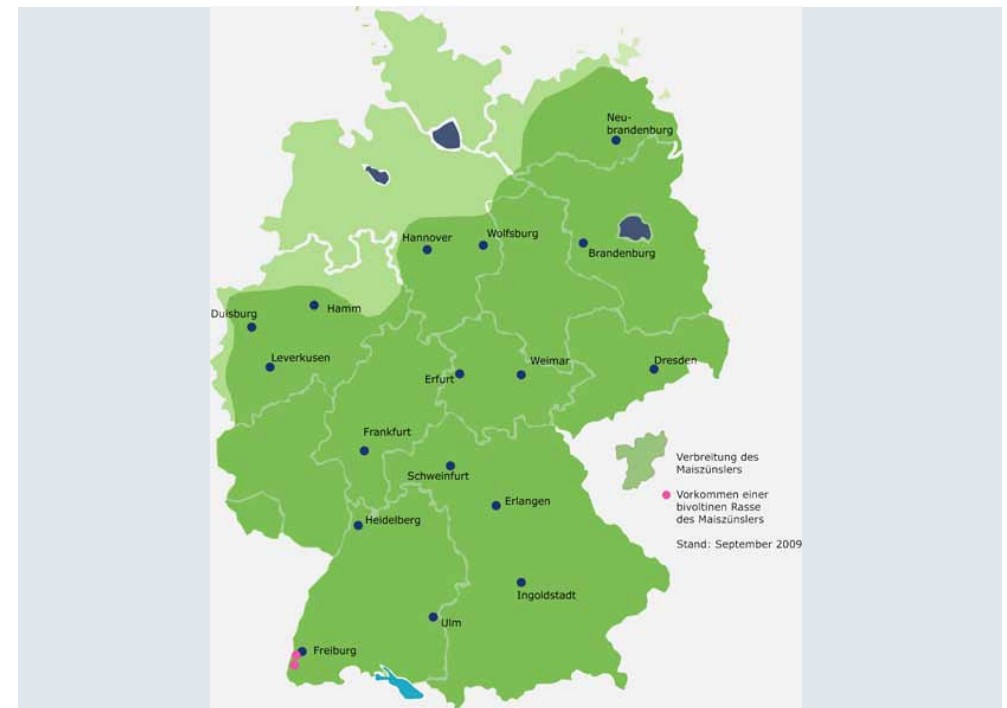 Neu-
brandenburg
Hannover
Wolfsburg
Brandenburg
Duisburg
Hamm
Leverkusen
Erfurt
Weimar
Dresden
Frankfurt
Schweinfurt
Erlangen
Heidelberg
Ingoldstadt
Ulm
Freiburg
Verbreitung des
Maiszünslers
Vorkommen einer
bivoltinen Rasse
des Maiszünslers
Stand: September 2009